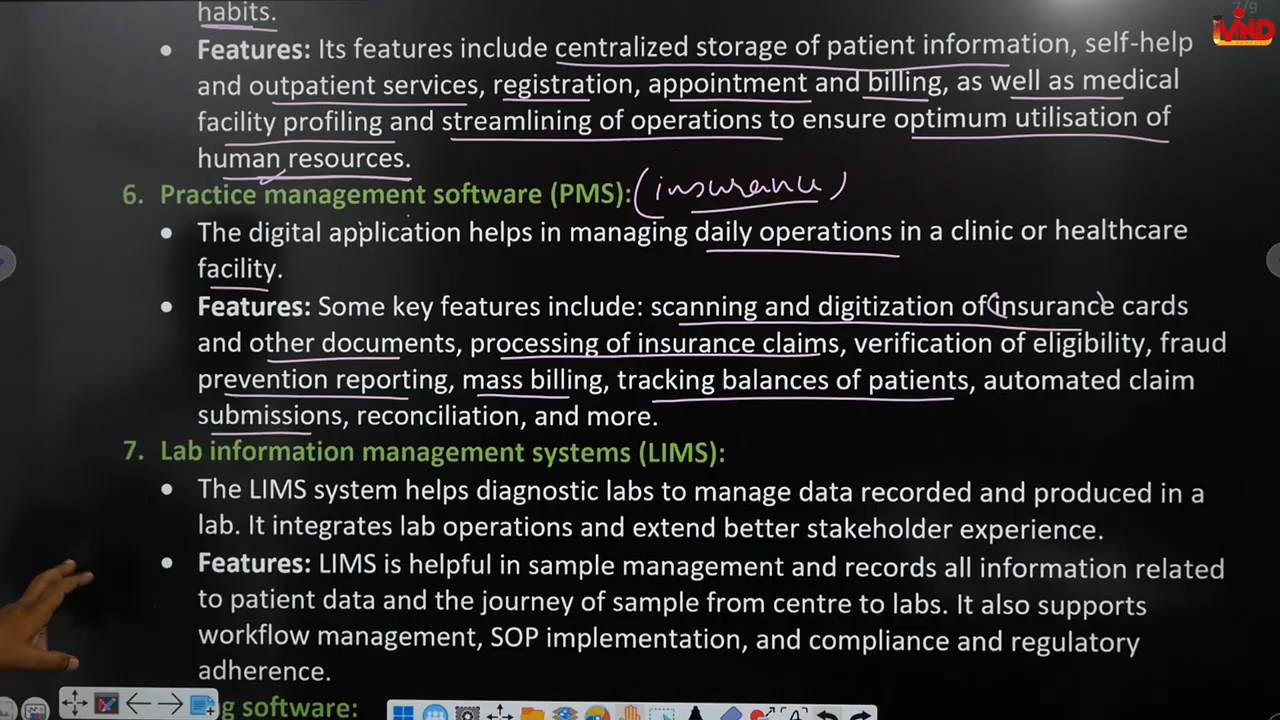 7/9
habits.
• Features: Its features include centralized storage of patient information, self-help
and outpatient services, registration, appointment and billing, as well as medical
facility profiling and streamlining of operations to ensure optimum utilisation of
human resources.
6. Practice management software (PMS): (insurance)
• The digital application helps in managing daily operations in a clinic or healthcare
facility.
• Features: Some key features include: scanning and digitization of insurance cards
and other documents, processing of insurance claims, verification of eligibility, fraud
prevention reporting, mass billing, tracking balances of patients, automated claim
submissions, reconciliation, and more.
7. Lab information management systems (LIMS):
• The LIMS system helps diagnostic labs to manage data recorded and produced in a
lab. It integrates lab operations and extend better stakeholder experience.
• Features: LIMS is helpful in sample management and records all information related
to patient data and the journey of sample from centre to labs. It also supports
workflow management, SOP implementation, and compliance and regulatory
adherence.
software: